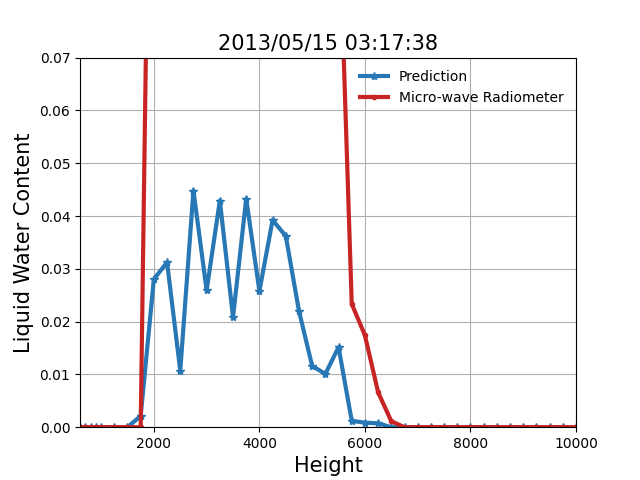 2013/05/15 03:17:38
Prediction
Micro-wave Radiometer
Liquid Water Content
0.07
0.06
0.05
0.04
0.03
0.02
0.01
0.00
2000 4000 6000 8000 10000
Height